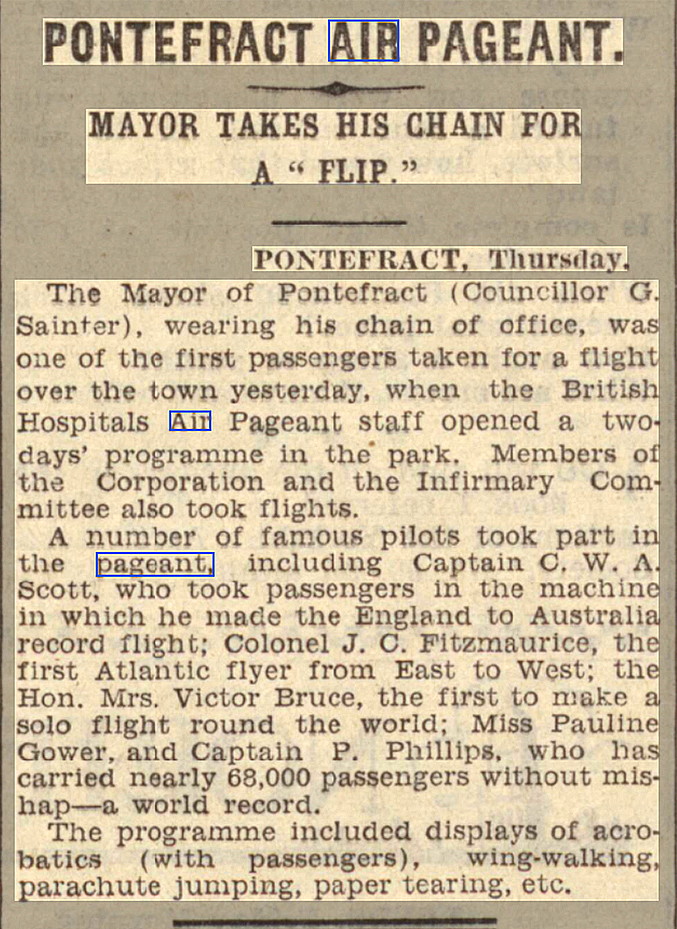 PONTEFRACT AIR PAGEANT.
MAYOR TAKES HIS CHAIN FOR
A “ FLIP.”
PONTEFRACT, Thursday.
The Mayor of Pontefract (Councillor G.
Sainter), wearing his chain of office, was
one of the first passengers taken for a flight
over the town yesterday, when the British
Hospitals Air Pageant staff opened a two-
days’ programme in the park. Members of
the Corporation and the Infirmary Com-
mittee also took flights.
A number of famous pilots took part in
the pageant, including Captain C. W. A.
Scott, who took passengers in the machine
in which he made the England to Australia
record flight; Colonel J. C. Fitzmaurice, the
first Atlantic flyer from East to West; the
Hon. Mrs. Victor Bruce, the first to make a
solo flight round the world; Miss Pauline
Gower, and Captain P. Phillips, who has
carried nearly 68,000 passengers without mis-
hap—a world record.
The programme included displays of acro-
batics (with passengers), wing-walking,
parachute jumping, paper tearing, etc.